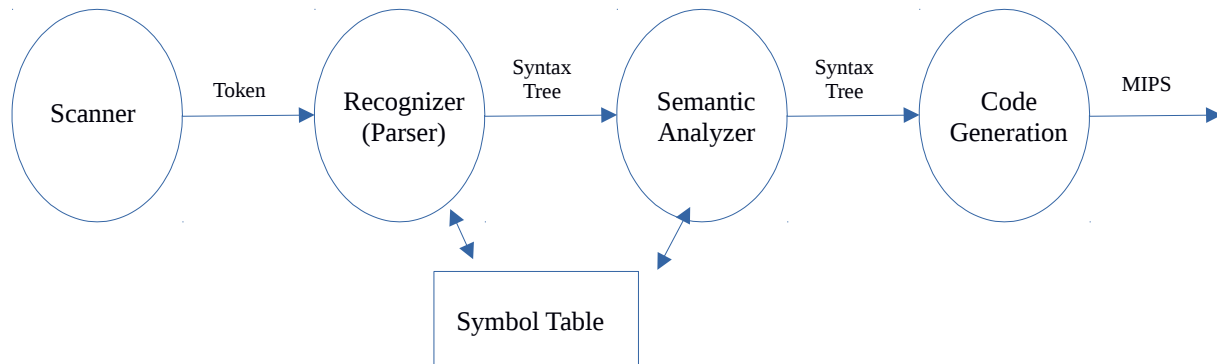 Scanner
Token
Recognizer
(Parser)
Syntax
Tree
Semantic
Analyzer
Syntax
Tree
Code
Generation
MIPS
Symbol Table